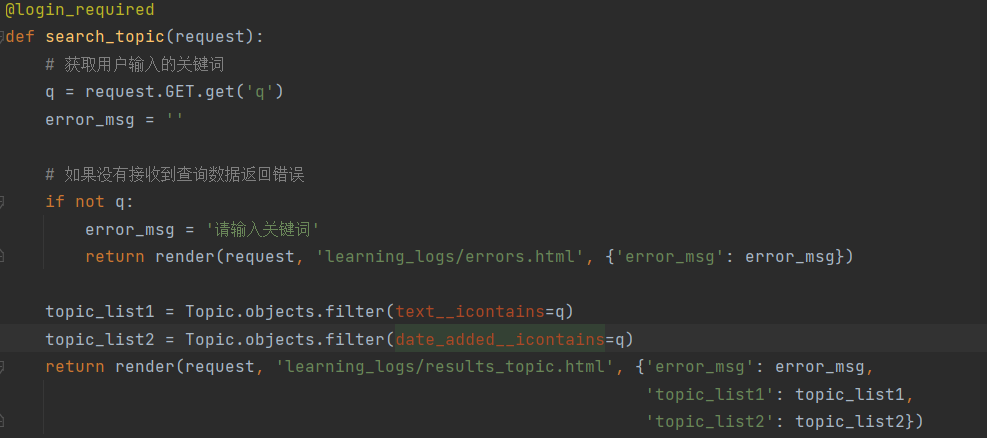 @login_required
def search_topic(request):
# 获取用户输入的关键词
q = request.GET.get('q')
error_msg = ''
# 如果没有接收到查询数据返回错误
if not q:
error_msg = '请输入关键词'
return render(request, 'learning_logs/errors.html', {'error_msg': error_msg})
topic_list1 = Topic.objects.filter(text__icontains=q)
topic_list2 = Topic.objects.filter(date_added__icontains=q)
return render(request, 'learning_logs/results_topic.html', {'error_msg': error_msg,
'topic_list1': topic_list1,
'topic_list2': topic_list2})